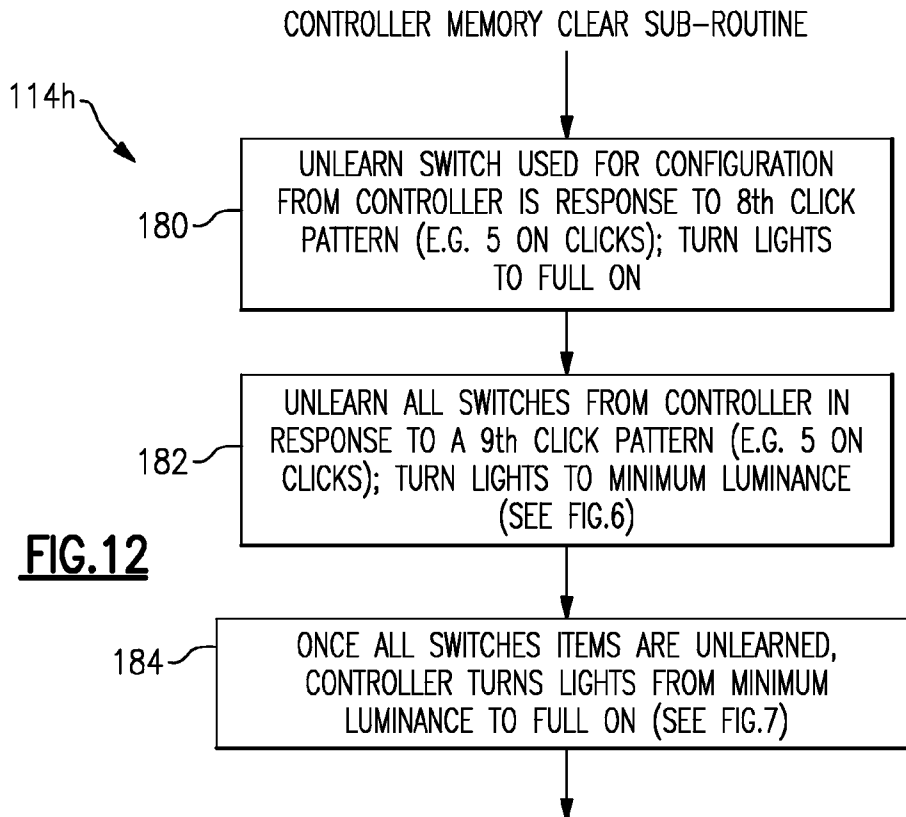 CONTROLLER MEMORY CLEAR SUB-ROUTINE
114h
UNLEARN SWITCH USED FOR CONFIGURATION
FROM CONTROLLER IS RESPONSE TO 8th CLICK
PATTERN (E.G. 5 ON CLICKS); TURN LIGHTS
TO FULL ON
180
UNLEARN ALL SWITCHES FROM CONTROLLER IN
RESPONSE TO A 9th CLICK PATTERN (E.G. 5 ON
CLICKS); TURN LIGHTS TO MINIMUM LUMINANCE
(SEE FIG.6)
182
FIG.12
ONCE ALL SWITCHES ITEMS ARE UNLEARNED,
CONTROLLER TURNS LIGHTS FROM MINIMUM
LUMINANCE TO FULL ON (SEE FIG.7)
184